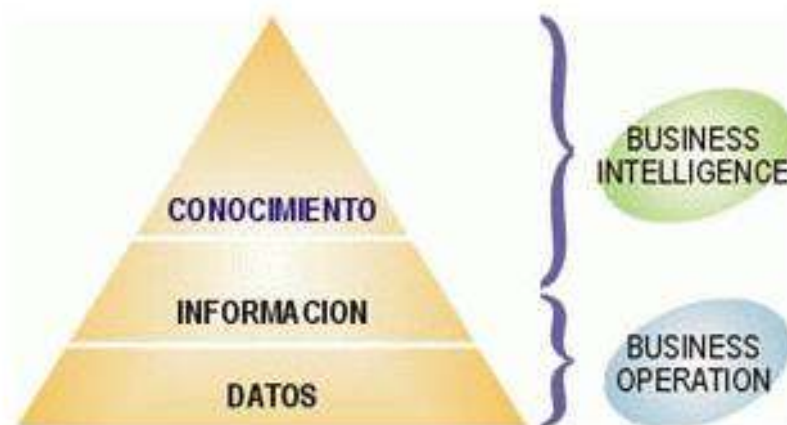 CONOCIMIENTO
INFORMACION
DATOS
BUSINESS
INTELLIGENCE
BUSINESS
OPERATION